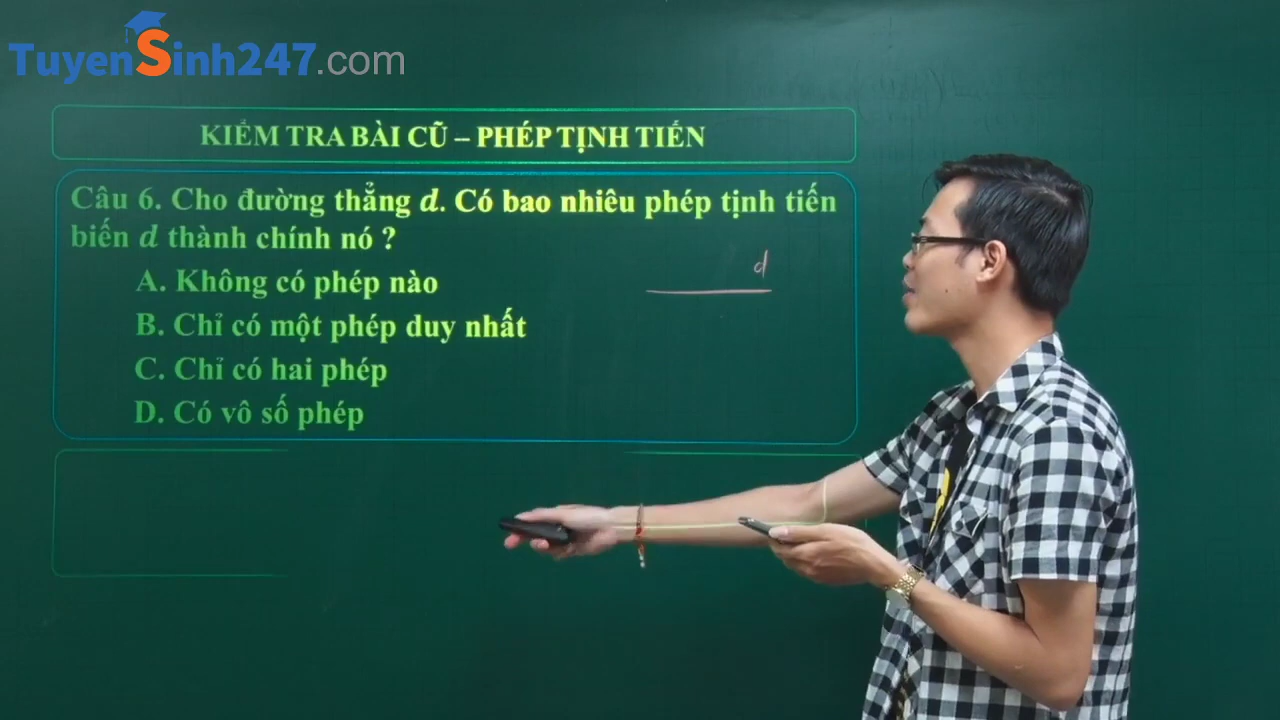 TuyenSinh247.com
KIỂM TRA BÀI CŨ – PHÉP TỊNH TIẾN
Câu 6. Cho đường thẳng d. Có bao nhiêu phép tịnh tiến
biến d thành chính nó ?
d
A. Không có phép nào
B. Chỉ có một phép duy nhất
C. Chỉ có hai phép
D. Có vô số phép